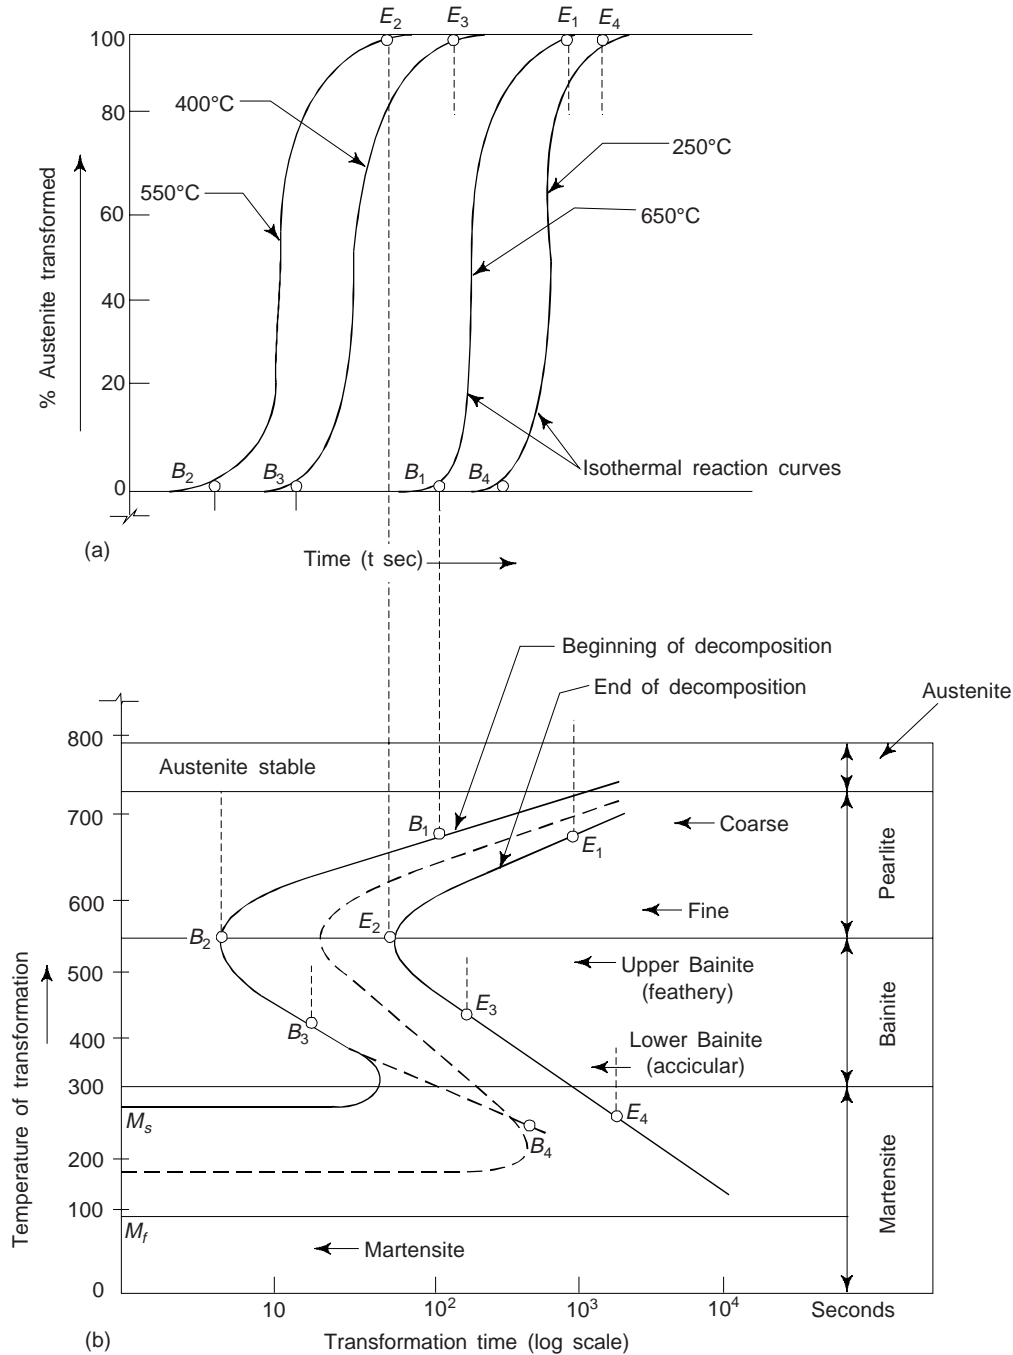 E2 E3 E1 E4
100
80
60
40
20
0
% Austenite transformed
400°C
550°C
250°C
650°C
B2 B3 B1 B4
Isothermal reaction curves
(a)
Time (t sec)
Beginning of decomposition
End of decomposition
Austenite
800
700
600
500
400
300
200
100
0
Temperature of transformation
Austenite stable
B1
E1
Coarse
Pearlite
Fine
B2
E2
Upper Bainite
(feathery)
B3
E3
Bainite
Lower Bainite
(accicular)
Ms
B4
E4
Martensite
Mf
Martensite
10 10² 10³ 10⁴ Seconds
(b)
Transformation time (log scale)